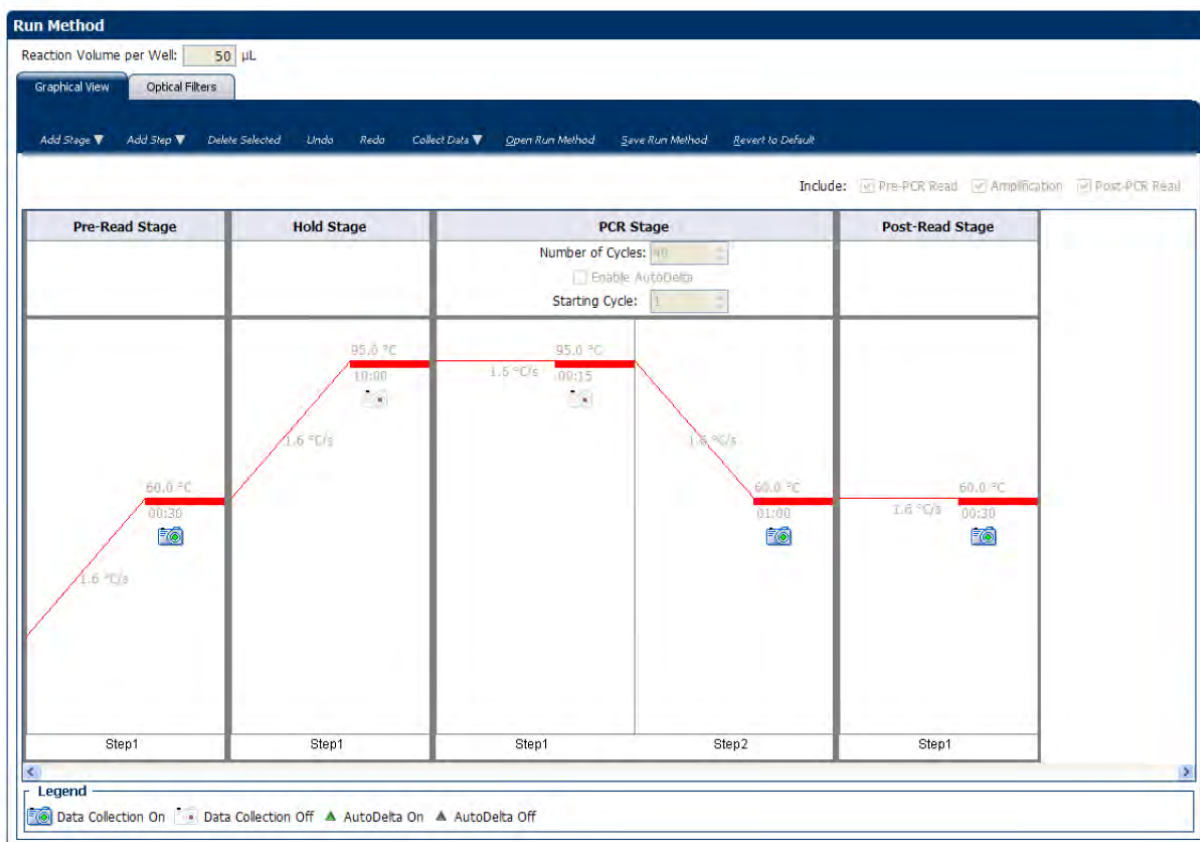 Run Method
Reaction Volume per Well: 50 µL
Graphical View Optical Filters
Add Stage ▼ Add Step ▼ Delete Selected Undo Redo Collect Data ▼ Open Run Method Save Run Method Revert to Default
Include: Pre-PCR Read Amplification Post-PCR Read
Pre-Read Stage Hold Stage PCR Stage Post-Read Stage
Number of Cycles: 40
Enable AutoDelta
Starting Cycle: 1
95.0 °C 95.0 °C
10:00 1.6 °C/s 00:15
1.6 °C/s 1.6 °C/s
60.0 °C 60.0 °C 60.0 °C
00:30 01:00 1.6 °C/s 00:30
1.6 °C/s
Step1 Step1 Step1 Step2 Step1
Legend
Data Collection On Data Collection Off AutoDelta On AutoDelta Off